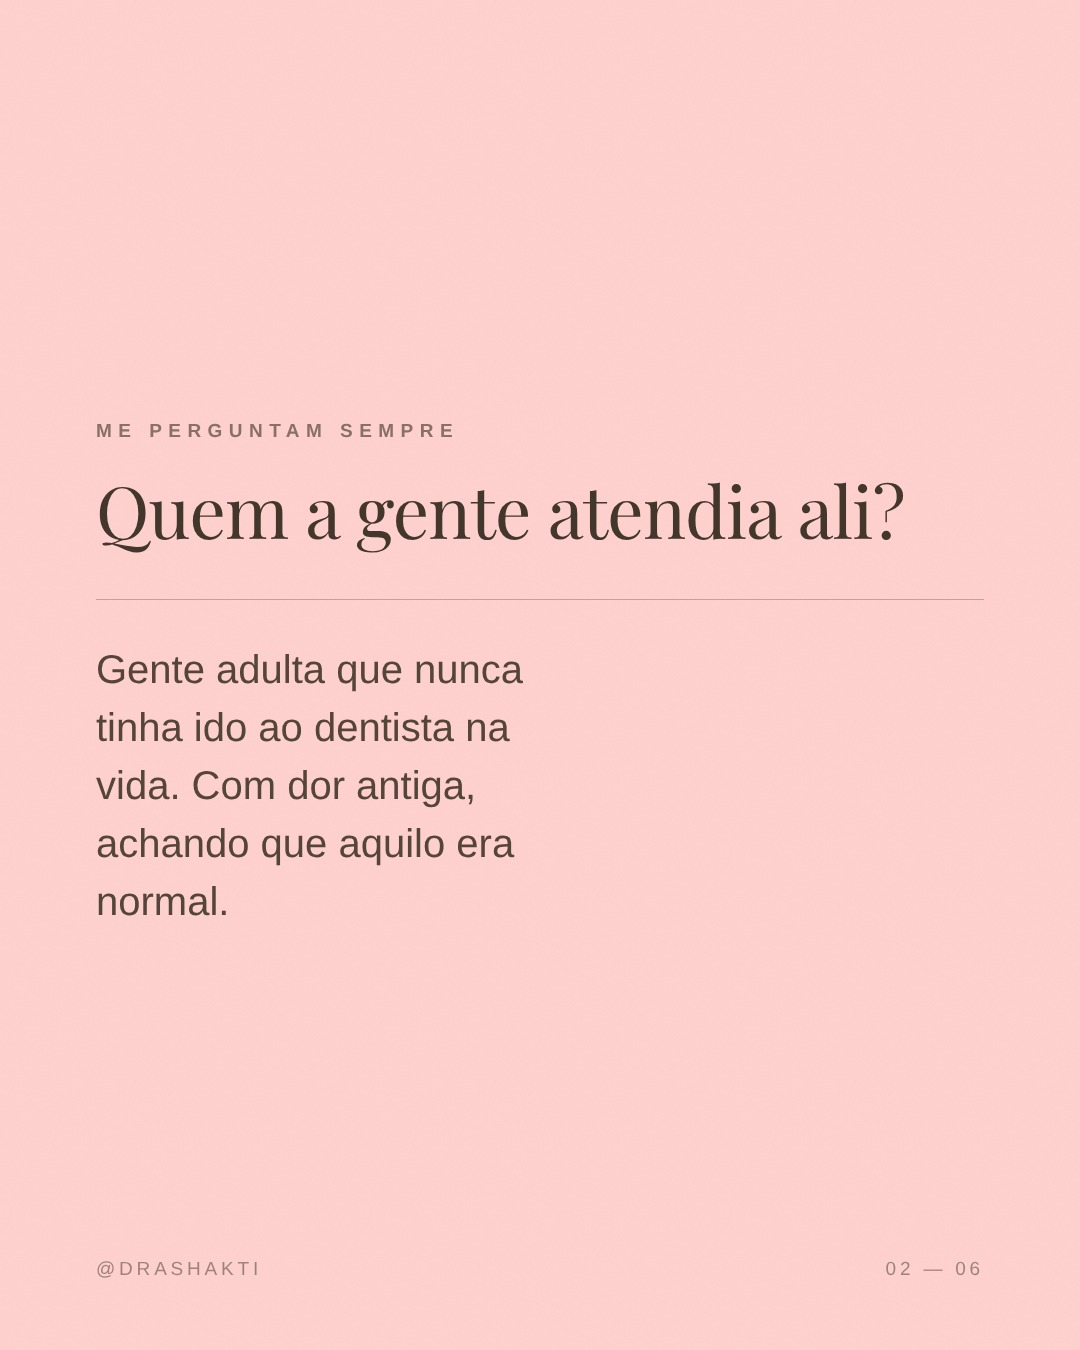 ME PERGUNTAM SEMPRE
Quem a gente atendia ali?
Gente adulta que nunca
tinha ido ao dentista na
vida. Com dor antiga,
achando que aquilo era
normal.
@DRASHAKTI
02 — 06